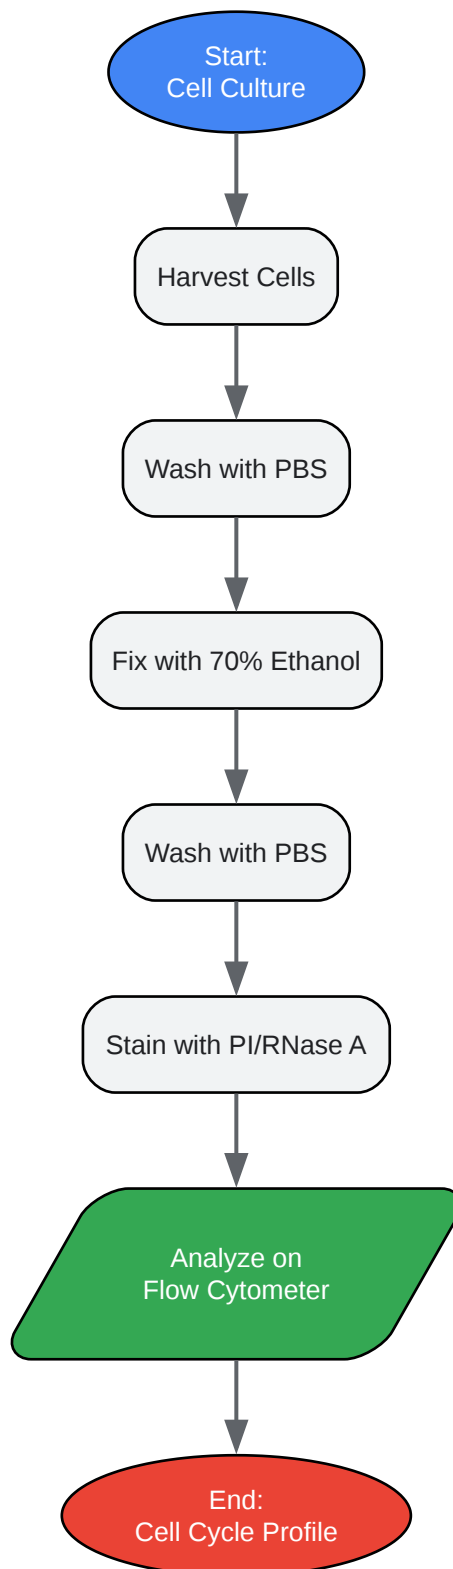 Start:
Cell Culture
Harvest Cells
Wash with PBS
Fix with 70% Ethanol
Wash with PBS
Stain with PI/RNase A
Analyze on
Flow Cytometer
End:
Cell Cycle Profile